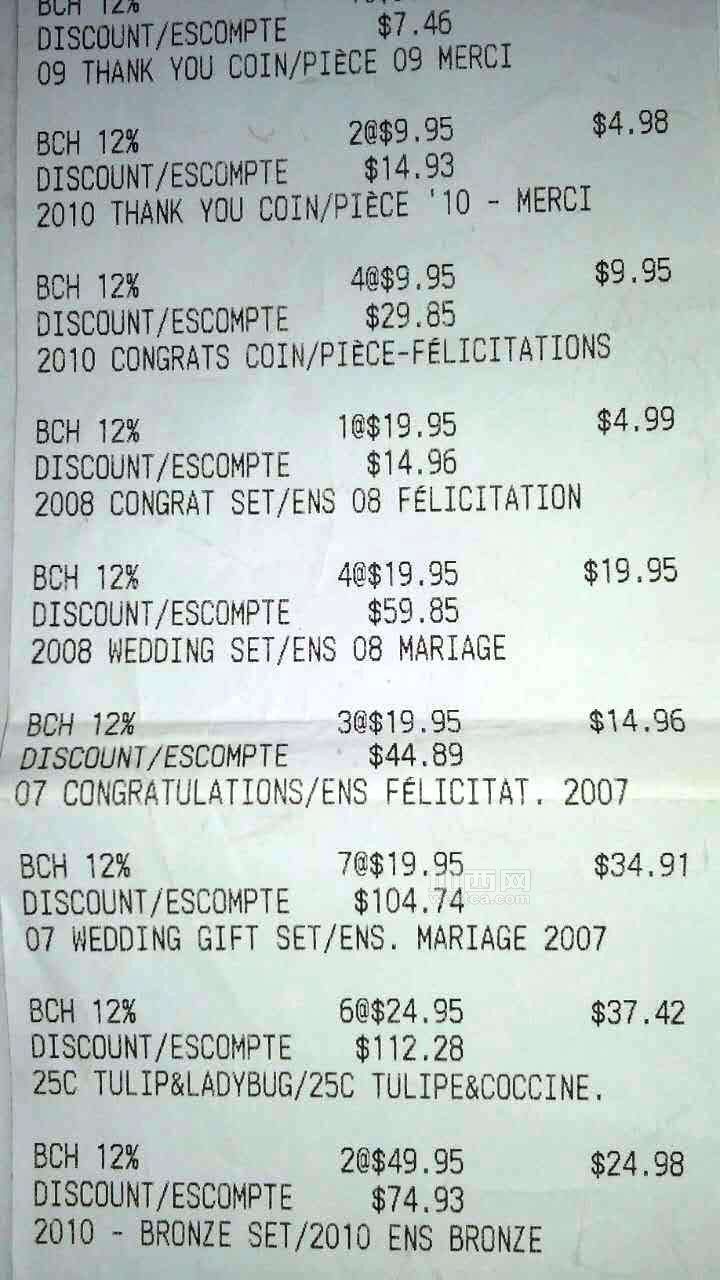 BCH 12%
DISCOUNT/ESCOMPTE $7.46
09 THANK YOU COIN/PIÈCE 09 MERCI
BCH 12% 2@$9.95 $4.98
DISCOUNT/ESCOMPTE $14.93
2010 THANK YOU COIN/PIÈCE '10 - MERCI
BCH 12% 4@$9.95 $9.95
DISCOUNT/ESCOMPTE $29.85
2010 CONGRATS COIN/PIÈCE-FÉLICITATIONS
BCH 12% 1@$19.95 $4.99
DISCOUNT/ESCOMPTE $14.96
2008 CONGRAT SET/ENS 08 FÉLICITATION
BCH 12% 4@$19.95 $19.95
DISCOUNT/ESCOMPTE $59.85
2008 WEDDING SET/ENS 08 MARIAGE
BCH 12% 3@$19.95 $14.96
DISCOUNT/ESCOMPTE $44.89
07 CONGRATULATIONS/ENS FÉLICITAT. 2007
BCH 12% 7@$19.95 $34.91
DISCOUNT/ESCOMPTE $104.74
07 WEDDING GIFT SET/ENS. MARIAGE 2007
BCH 12% 6@$24.95 $37.42
DISCOUNT/ESCOMPTE $112.28
25C TULIP&LADYBUG/25C TULIPE&COCCINE.
BCH 12% 2@$49.95 $24.98
DISCOUNT/ESCOMPTE $74.93
2010 - BRONZE SET/2010 ENS BRONZE